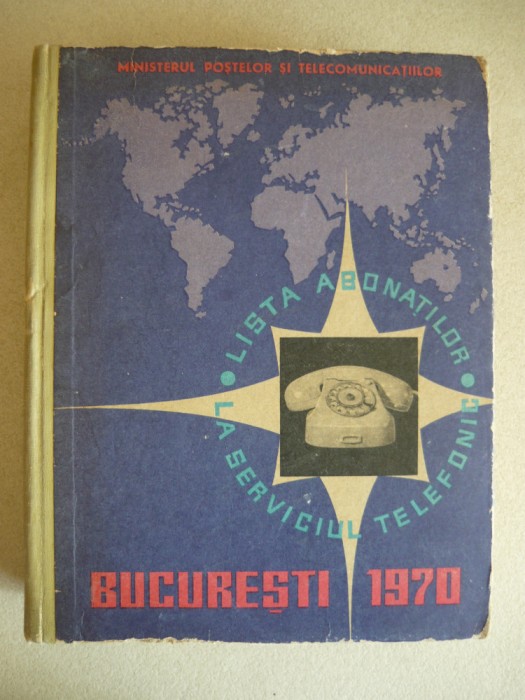 MINISTERUL POȘTELOR ȘI TELECOMUNICAȚIILOR
• LISTA ABONAȚILOR •
LA SERVICIUL TELEFONIC
BUCUREȘTI 1970